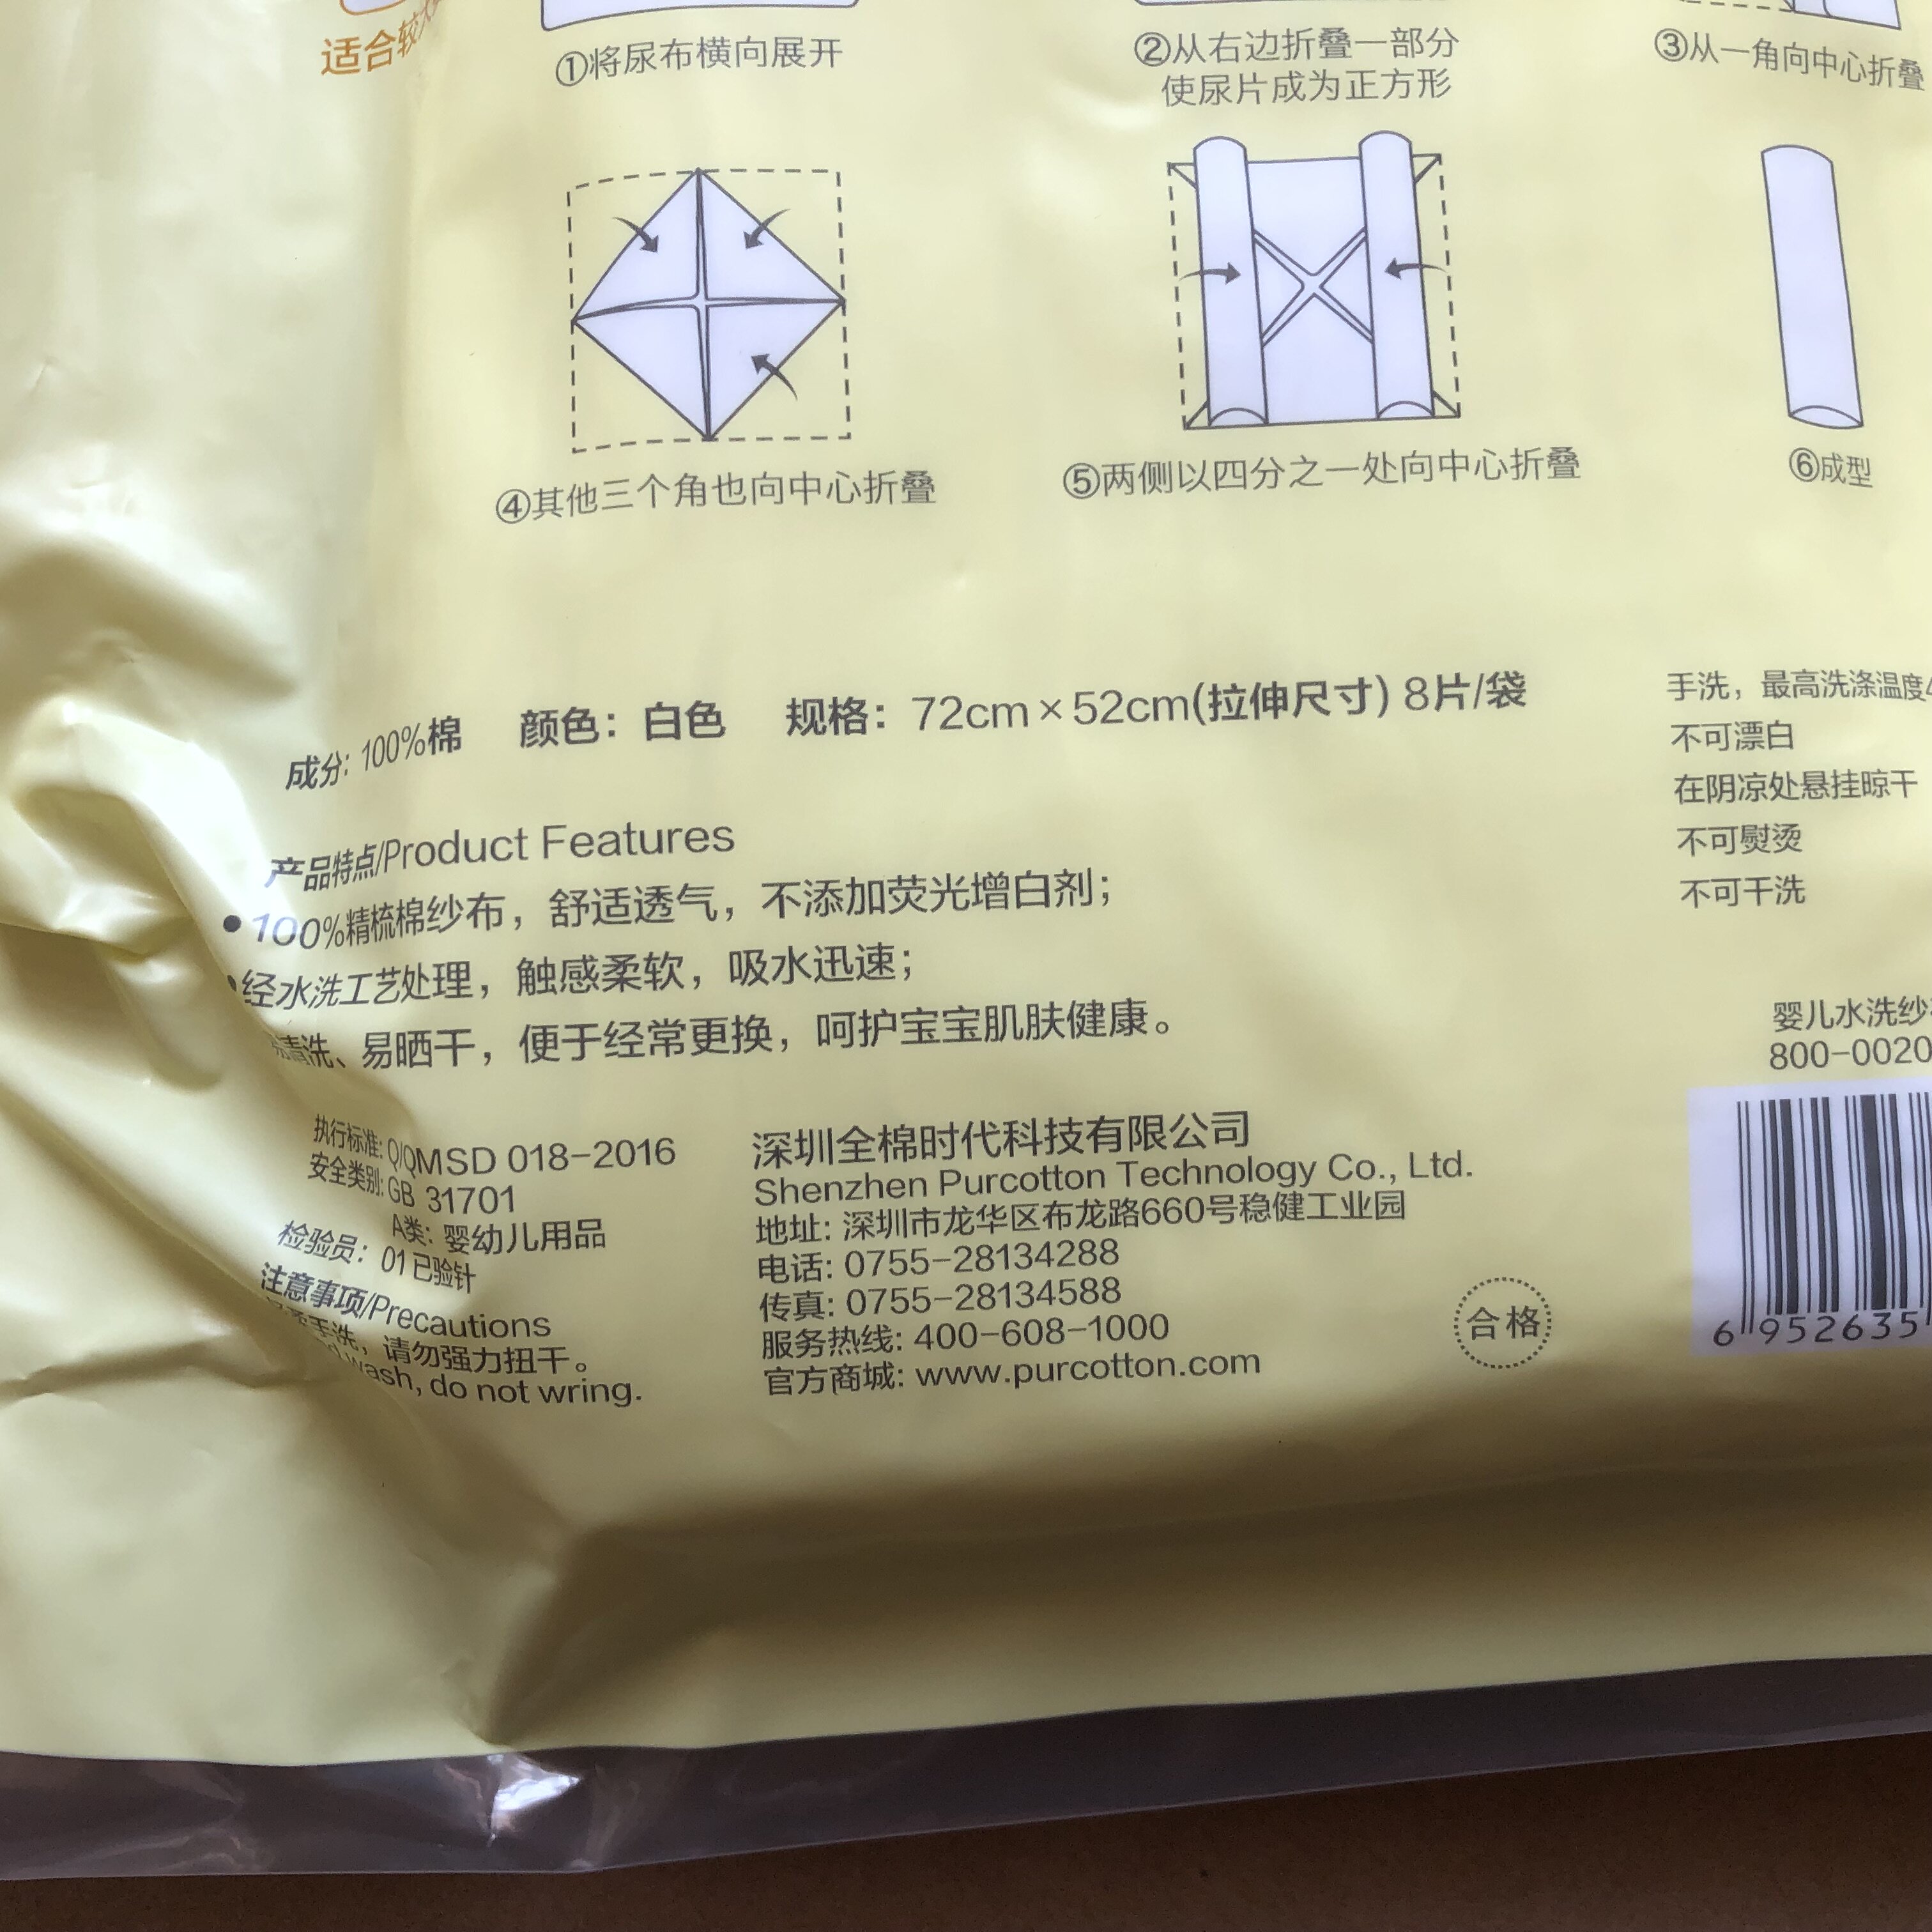 适合较
①将尿布横向展开
②从右边折叠一部分
使尿片成为正方形
③从一角向中心折叠
④其他三个角也向中心折叠
⑤两侧以四分之一处向中心折叠
⑥成型
成分: 100%棉 颜色: 白色 规格: 72cm×52cm(拉伸尺寸) 8片/袋
产品特点/Product Features
•100%精梳棉纱布，舒适透气，不添加荧光增白剂；
•经水洗工艺处理，触感柔软，吸水迅速；
清洗、易晒干，便于经常更换，呵护宝宝肌肤健康。
手洗，最高洗涤温度
不可漂白
在阴凉处悬挂晾干
不可熨烫
不可干洗
执行标准: Q/QMSD 018-2016
安全类别: GB 31701
A类: 婴幼儿用品
检验员: 01已验针
注意事项/Precautions
手洗，请勿强力扭干。
wash, do not wring.
深圳全棉时代科技有限公司
Shenzhen Purcotton Technology Co., Ltd.
地址: 深圳市龙华区布龙路660号稳健工业园
电话: 0755-28134288
传真: 0755-28134588
服务热线: 400-608-1000
官方商城: www.purcotton.com
合格
婴儿水洗纱
800-0020
6 952635